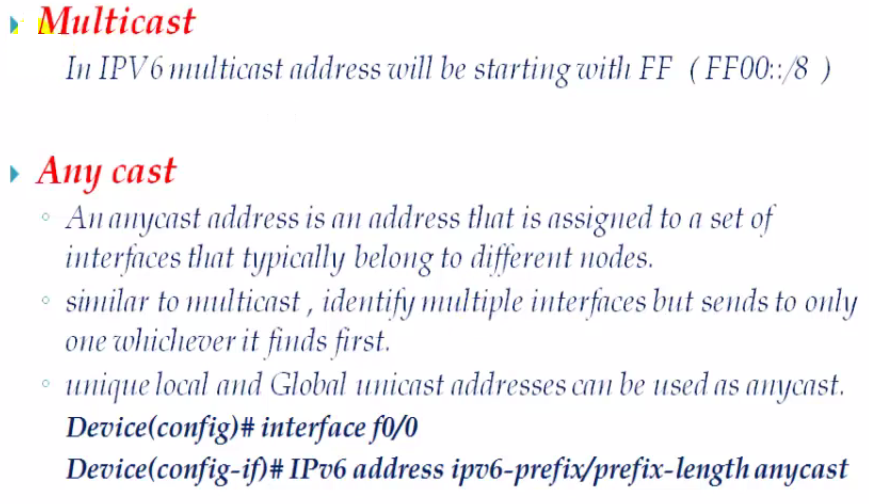 Multicast
In IPV6 multicast address will be starting with FF ( FF00::/8 )
Any cast
An anycast address is an address that is assigned to a set of
interfaces that typically belong to different nodes.
similar to multicast , identify multiple interfaces but sends to only
one whichever it finds first.
unique local and Global unicast addresses can be used as anycast.
Device(config)# interface f0/0
Device(config-if)# IPv6 address ipv6-prefix/prefix-length anycast